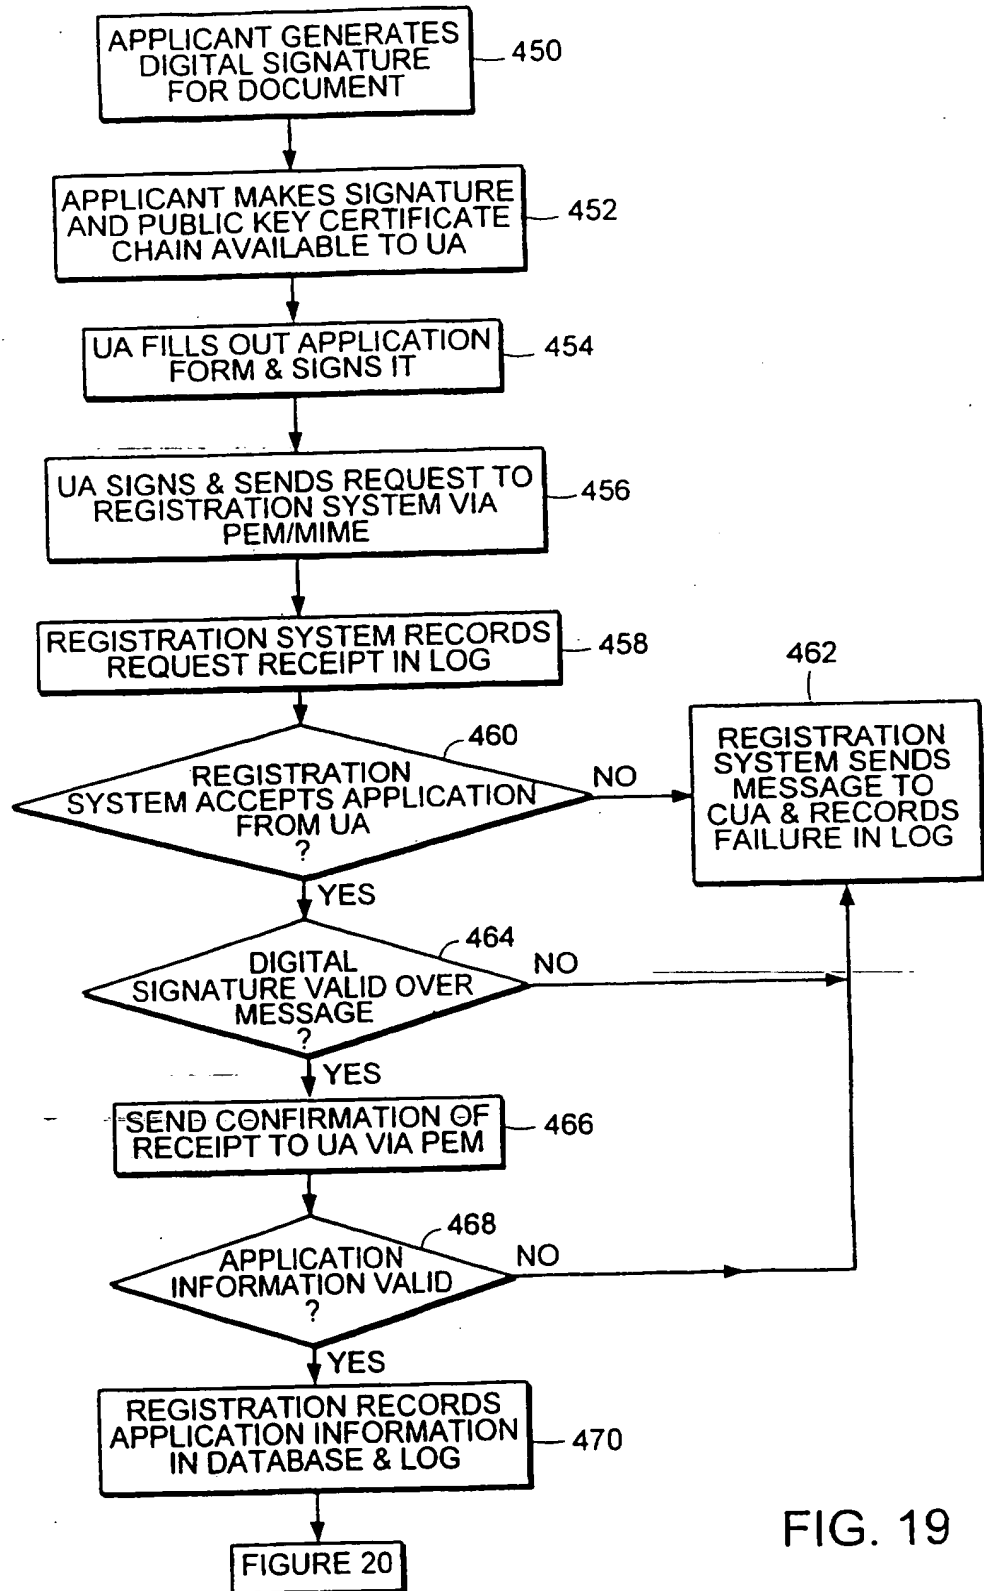 APPLICANT GENERATES
DIGITAL SIGNATURE
FOR DOCUMENT
450
APPLICANT MAKES SIGNATURE
AND PUBLIC KEY CERTIFICATE
CHAIN AVAILABLE TO UA
452
UA FILLS OUT APPLICATION
FORM & SIGNS IT
454
UA SIGNS & SENDS REQUEST TO
REGISTRATION SYSTEM VIA
PEM/MIME
456
REGISTRATION SYSTEM RECORDS
REQUEST RECEIPT IN LOG
458
460
REGISTRATION
SYSTEM ACCEPTS APPLICATION
FROM UA
?
NO
462
REGISTRATION
SYSTEM SENDS
MESSAGE TO
CUA & RECORDS
FAILURE IN LOG
YES
464
DIGITAL
SIGNATURE VALID OVER
MESSAGE
?
NO
YES
SEND CONFIRMATION OF
RECEIPT TO UA VIA PEM
466
468
APPLICATION
INFORMATION VALID
?
NO
YES
REGISTRATION RECORDS
APPLICATION INFORMATION
IN DATABASE & LOG
470
FIGURE 20
FIG. 19